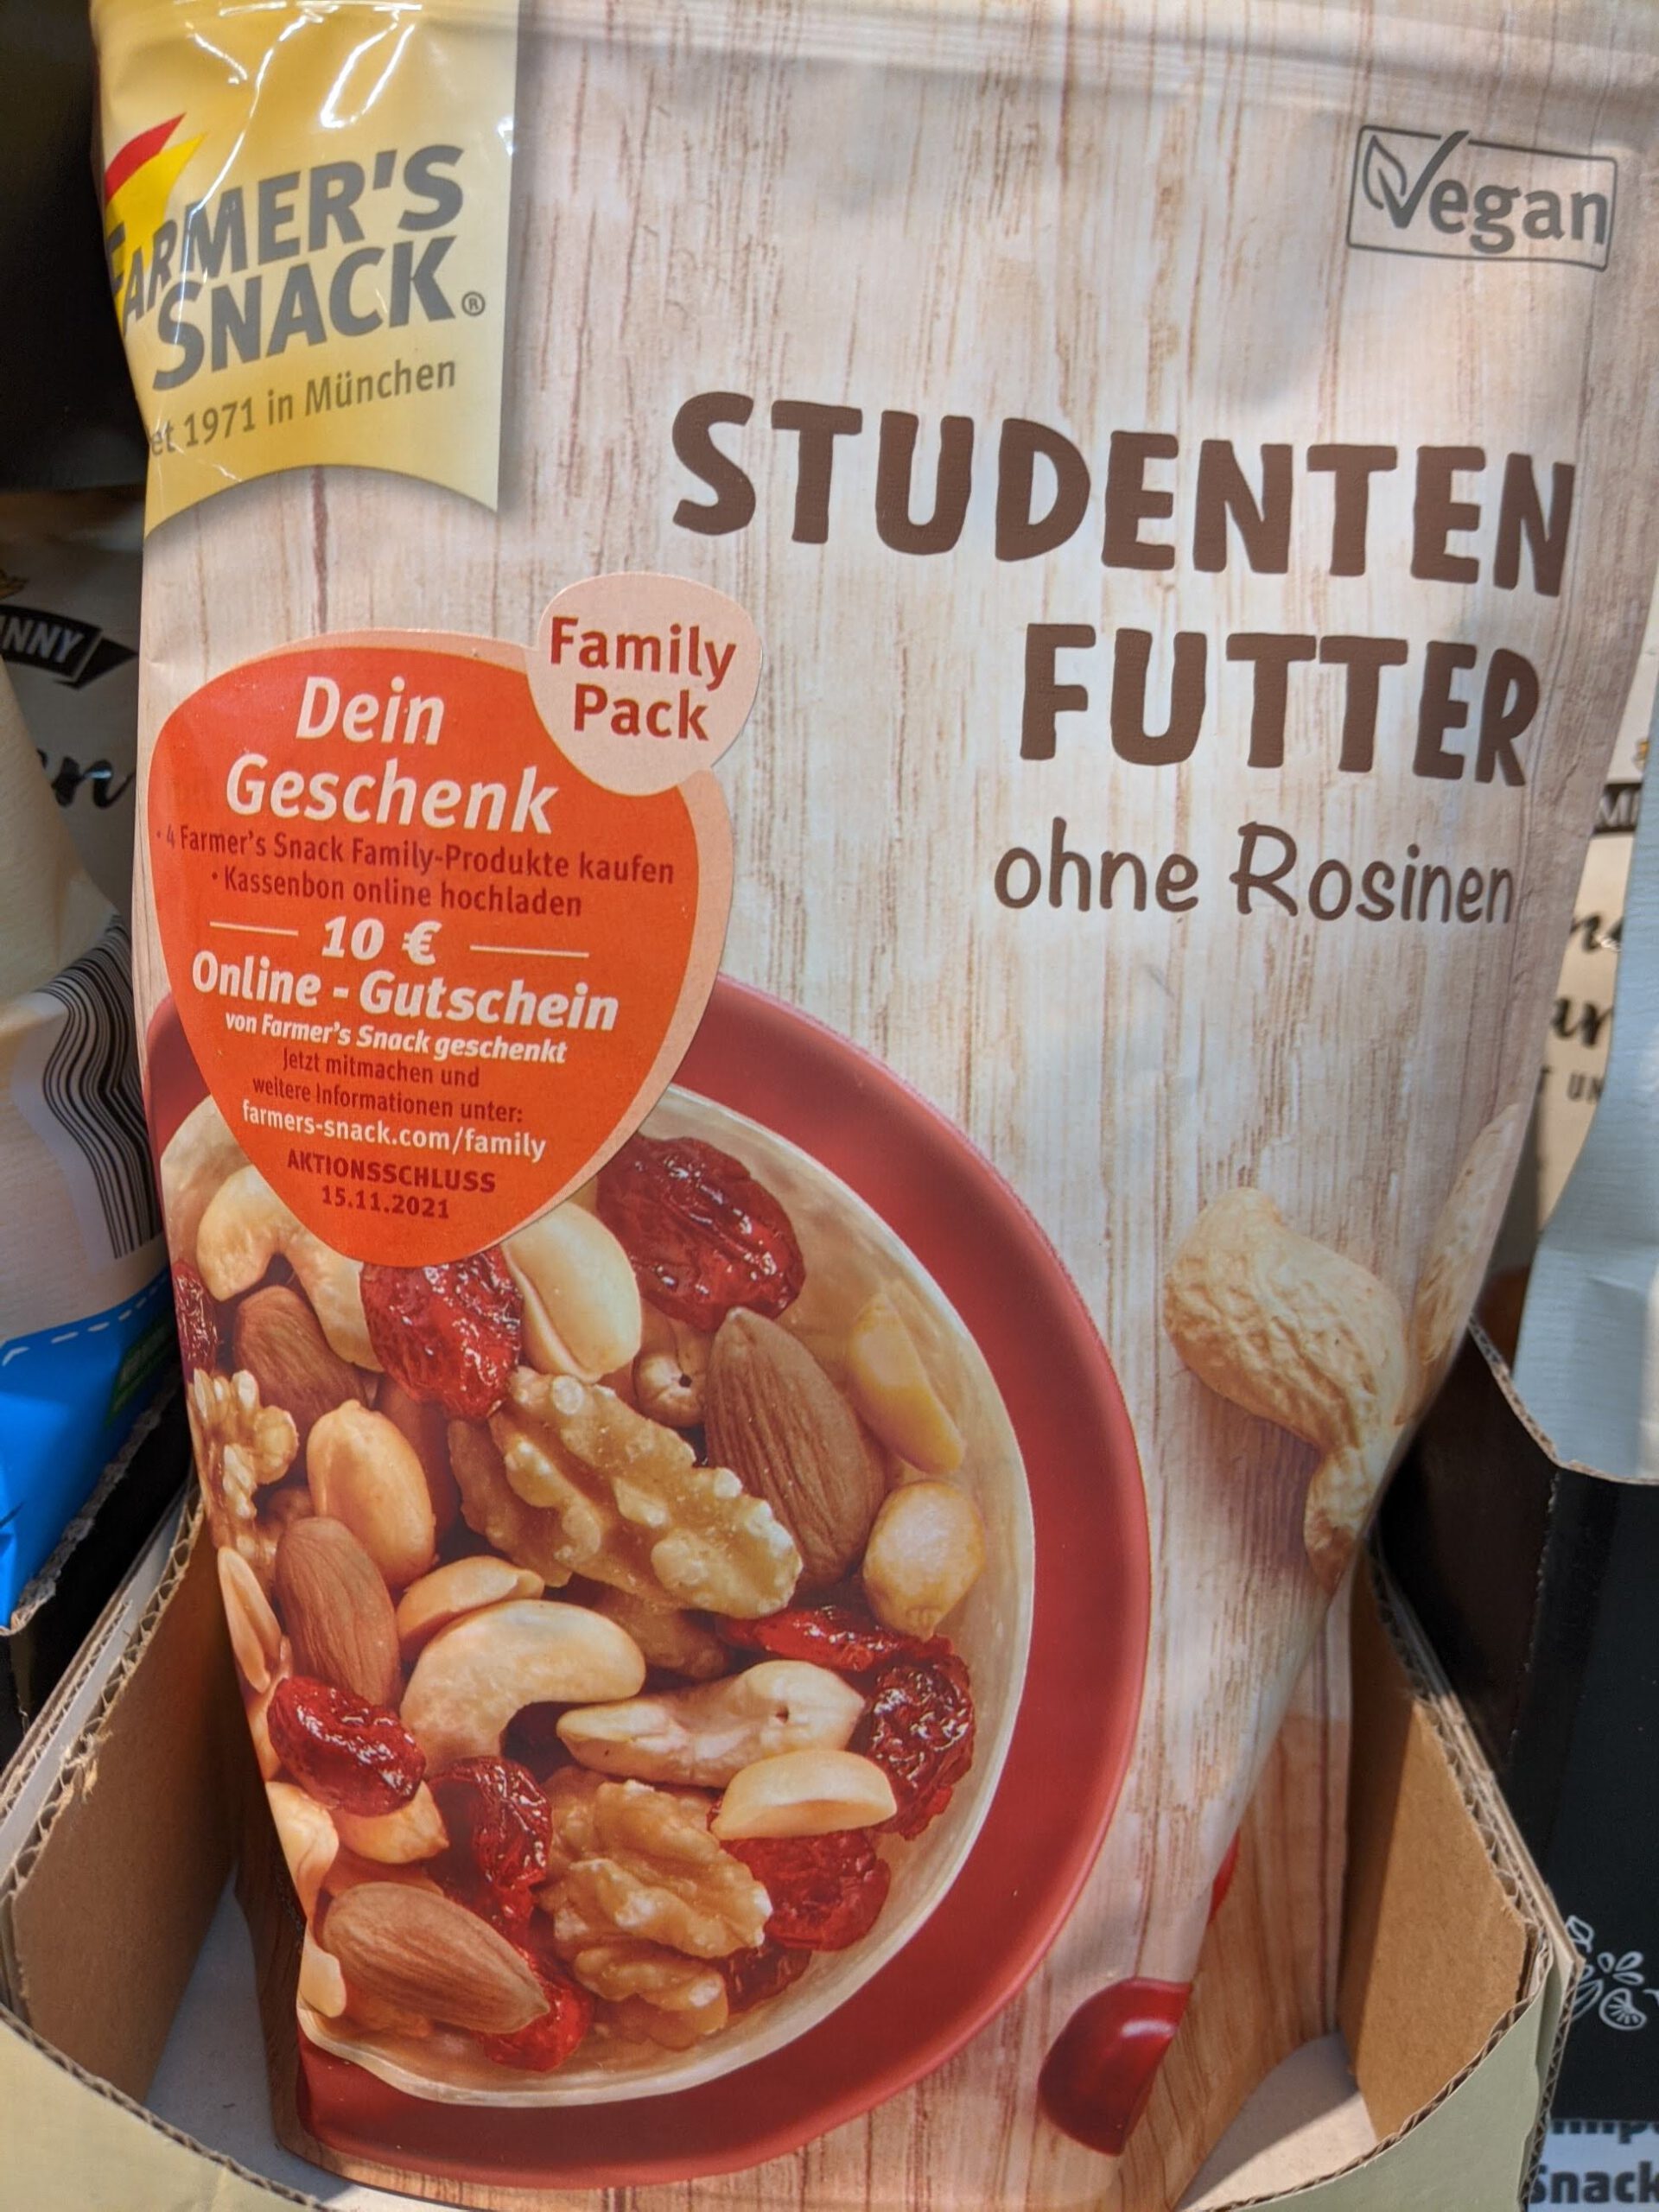 FARMER'S
SNACK®
1971 in München
Vegan
STUDENTEN
FUTTER
ohne Rosinen
Family
Pack
Dein
Geschenk
• 4 Farmer's Snack Family-Produkte kaufen
• Kassenbon online hochladen
10 €
Online - Gutschein
von Farmer's Snack geschenkt
Jetzt mitmachen und
weitere Informationen unter:
farmers-snack.com/family
AKTIONSSCHLUSS
15.11.2021
Snack